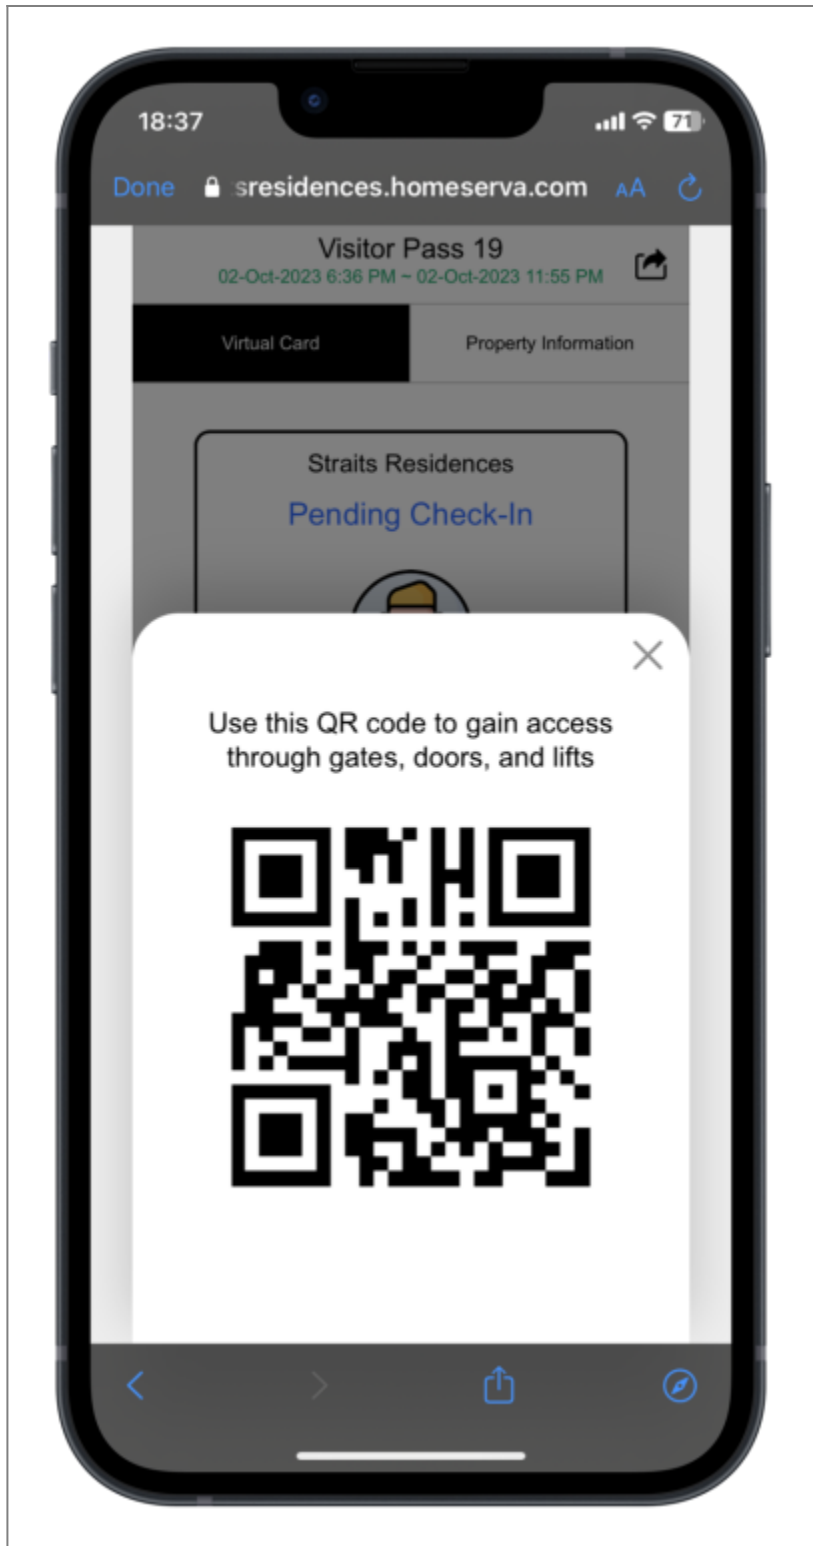 18:37
71
Done sresidences.homeserva.com AA
Visitor Pass 19
02-Oct-2023 6:36 PM ~ 02-Oct-2023 11:55 PM
Virtual Card
Property Information
Straits Residences
Pending Check-In
Use this QR code to gain access
through gates, doors, and lifts